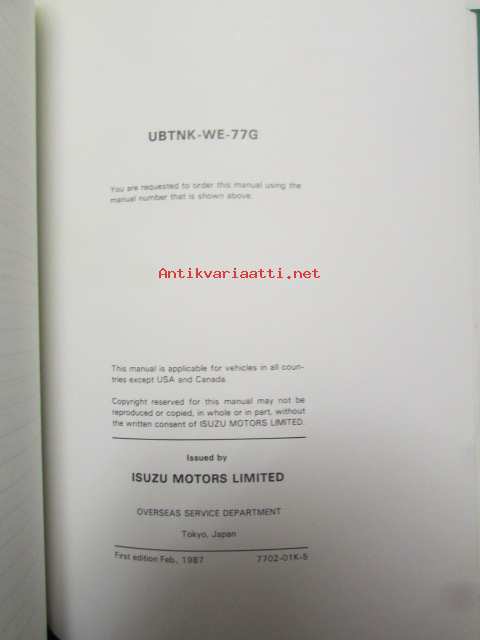 UBTNK-WE-77G
You are requested to order this manual using the
manual number that is shown above.
Antikvariaatti.net
This manual is applicable for vehicles in all coun-
tries except USA and Canada.
Copyright reserved for this manual may not be
reproduced or copied, in whole or in part, without
the written consent of ISUZU MOTORS LIMITED.
Issued by
ISUZU MOTORS LIMITED
OVERSEAS SERVICE DEPARTMENT
Tokyo, Japan
First edition Feb., 1987 7702-01K-5